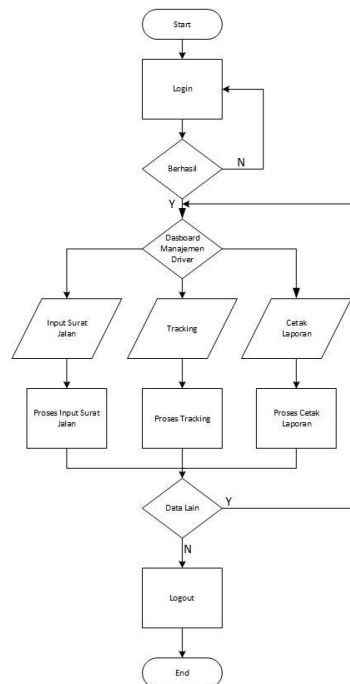 Start
Login
Berhasil
N
Y
Dasboard
Manajemen
Driver
Input Surat
Jalan
Tracking
Cetak
Laporan
Proses Input Surat
Jalan
Proses Tracking
Proses Cetak
Laporan
Data Lain
Y
N
Logout
End